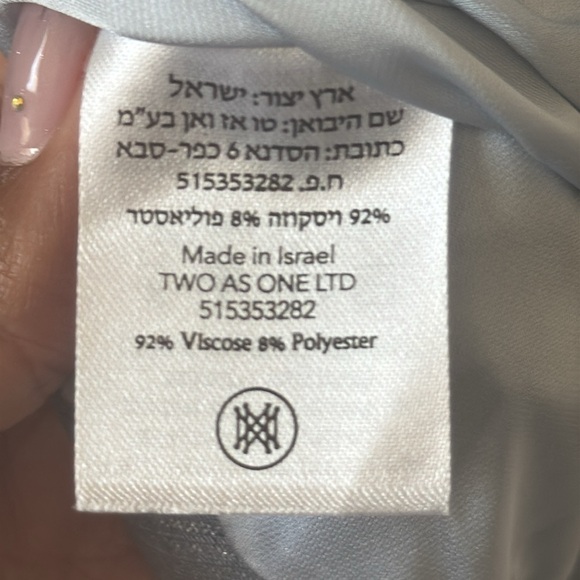 ארץ יצור: ישראל
שם היבואן: טו אז ואן בע"מ
כתובת: הסדנא 6 כפר-סבא
ח.פ. 515353282
92% ויסקוזה 8% פוליאסטר
Made in Israel
TWO AS ONE LTD
515353282
92% VIscose 8% Polyester